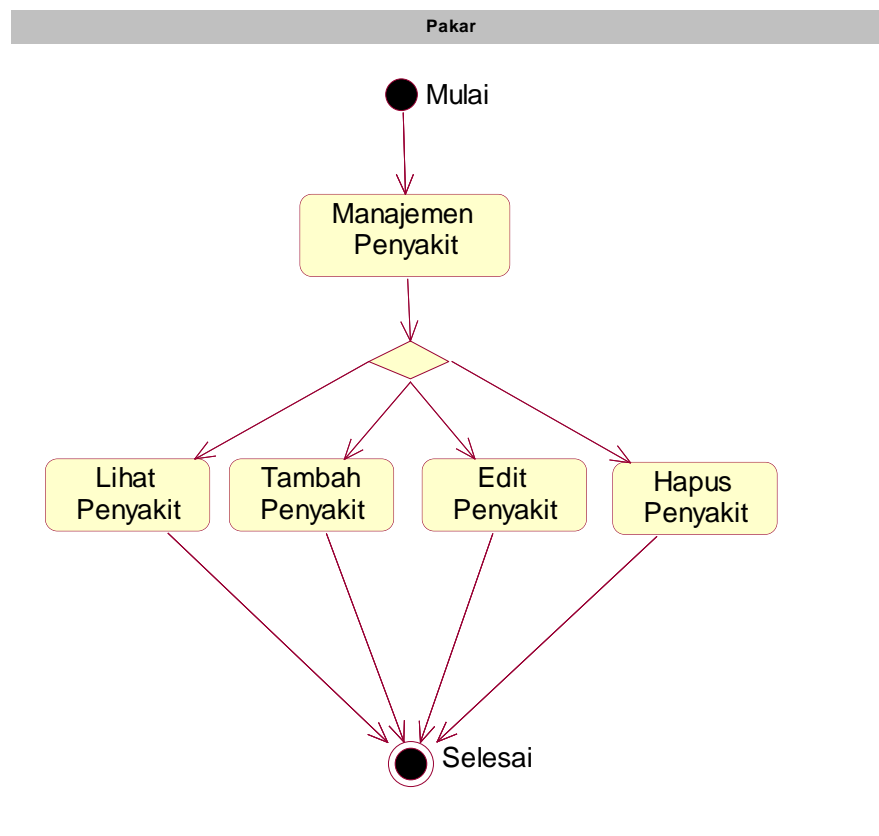 Pakar
Mulai
Manajemen
Penyakit
Lihat
Penyakit
Tambah
Penyakit
Edit
Penyakit
Hapus
Penyakit
Selesai